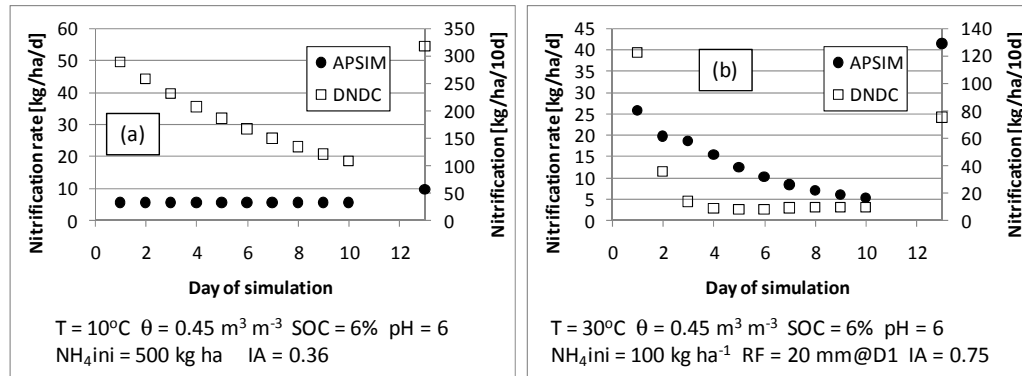 60
50
40
30
20
10
0
350
300
250
200
150
100
50
0
0 2 4 6 8 10 12
Nitrification rate [kg/ha/d]
Nitrification [kg/ha/10d]
Day of simulation
APSIM
DNDC
(a)
T = 10°C θ = 0.45 m³ m⁻³ SOC = 6% pH = 6
NH₄ini = 500 kg ha IA = 0.36
45
40
35
30
25
20
15
10
5
0
140
120
100
80
60
40
20
0
0 2 4 6 8 10 12
Nitrification rate [kg/ha/d]
Nitrification [kg/ha/10d]
Day of simulation
APSIM
DNDC
(b)
T = 30°C θ = 0.45 m³ m⁻³ SOC = 6% pH = 6
NH₄ini = 100 kg ha⁻¹ RF = 20 mm@D1 IA = 0.75